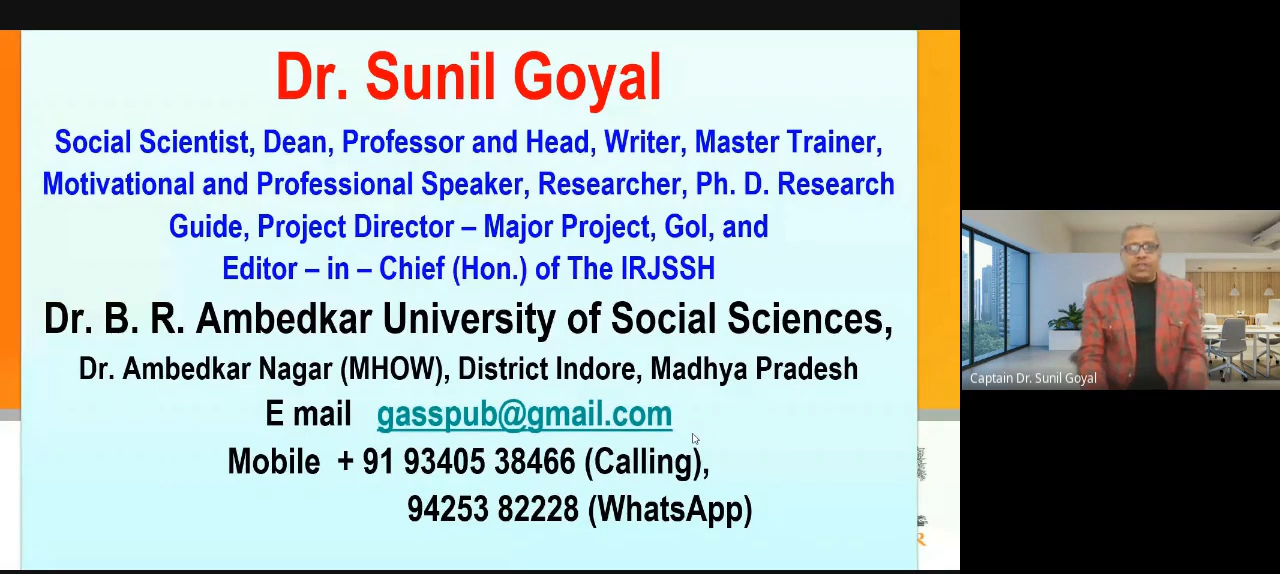 Dr. Sunil Goyal
Social Scientist, Dean, Professor and Head, Writer, Master Trainer,
Motivational and Professional Speaker, Researcher, Ph. D. Research
Guide, Project Director – Major Project, GoI, and
Editor – in – Chief (Hon.) of The IRJSSH
Dr. B. R. Ambedkar University of Social Sciences,
Dr. Ambedkar Nagar (MHOW), District Indore, Madhya Pradesh
E mail gasspub@gmail.com
Mobile + 91 93405 38466 (Calling),
94253 82228 (WhatsApp)
Captain Dr. Sunil Goyal